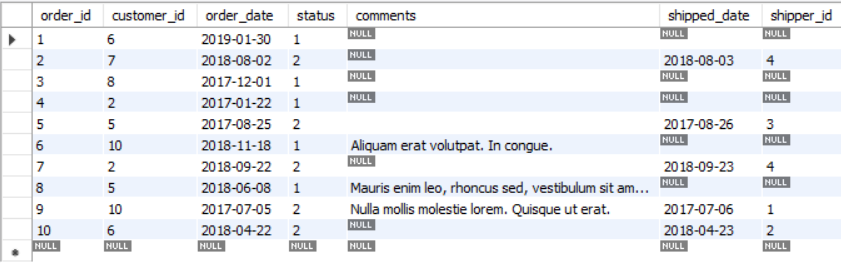 order_id customer_id order_date status comments shipped_date shipper_id
1 6 2019-01-30 1 NULL NULL NULL
2 7 2018-08-02 2 NULL 2018-08-03 4
3 8 2017-12-01 1 NULL NULL NULL
4 2 2017-01-22 1 NULL NULL NULL
5 5 2017-08-25 2 2017-08-26 3
6 10 2018-11-18 1 Aliquam erat volutpat. In congue. NULL NULL
7 2 2018-09-22 2 NULL 2018-09-23 4
8 5 2018-06-08 1 Mauris enim leo, rhoncus sed, vestibulum sit am... NULL NULL
9 10 2017-07-05 2 Nulla mollis molestie lorem. Quisque ut erat. 2017-07-06 1
10 6 2018-04-22 2 NULL 2018-04-23 2
NULL NULL NULL NULL NULL NULL NULL